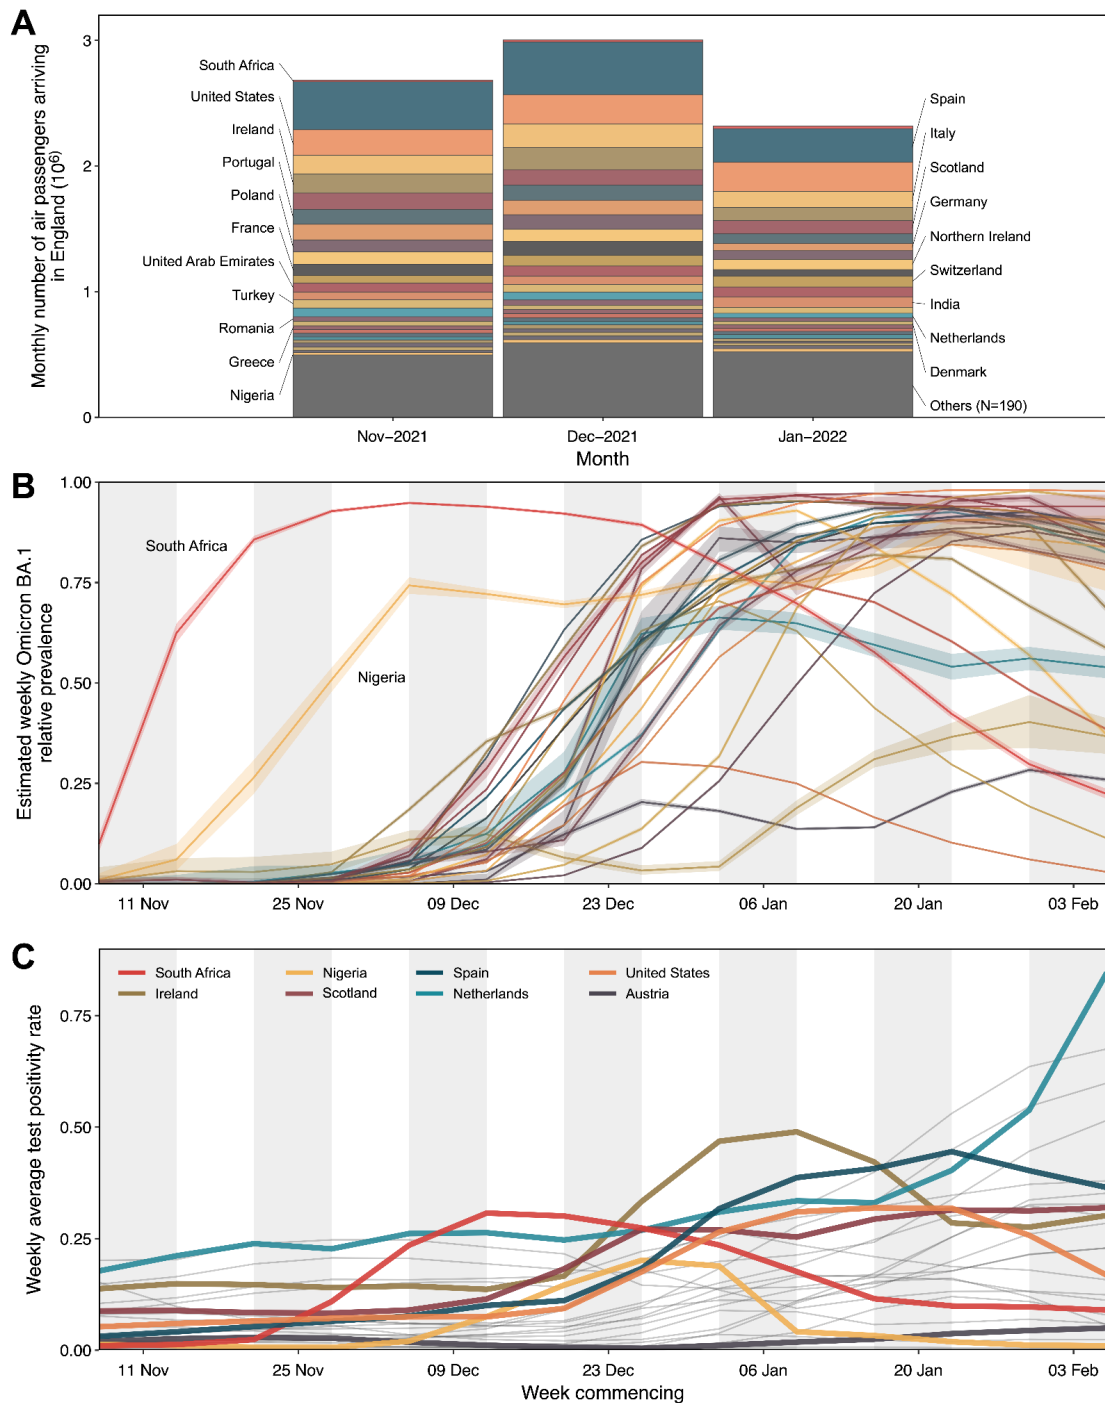 A
Monthly number of air passengers arriving
in England (10⁶)
3
2
1
0
South Africa
United States
Ireland
Portugal
Poland
France
United Arab Emirates
Turkey
Romania
Greece
Nigeria
Spain
Italy
Scotland
Germany
Northern Ireland
Switzerland
India
Netherlands
Denmark
Others (N=190)
Nov−2021
Dec−2021
Jan−2022
Month
B
Estimated weekly Omicron BA.1
relative prevalence
1.00
0.75
0.50
0.25
0.00
South Africa
Nigeria
11 Nov
25 Nov
09 Dec
23 Dec
06 Jan
20 Jan
03 Feb
C
Weekly average test positivity rate
0.75
0.50
0.25
0.00
South Africa
Nigeria
Spain
United States
Ireland
Scotland
Netherlands
Austria
11 Nov
25 Nov
09 Dec
23 Dec
06 Jan
20 Jan
03 Feb
Week commencing